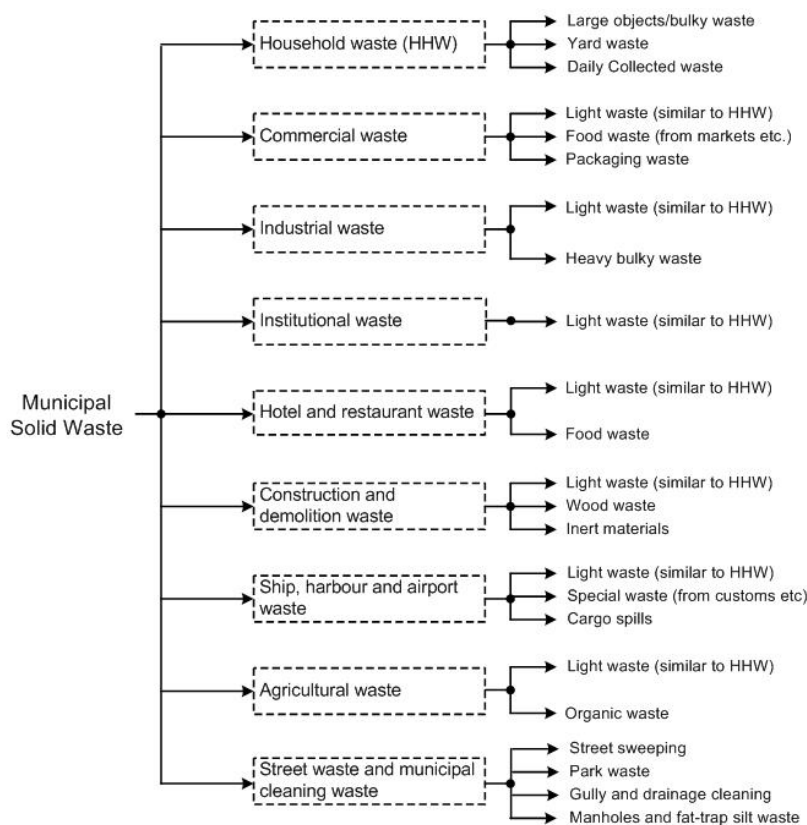 Municipal
Solid Waste
Household waste (HHW)
Large objects/bulky waste
Yard waste
Daily Collected waste
Commercial waste
Light waste (similar to HHW)
Food waste (from markets etc.)
Packaging waste
Industrial waste
Light waste (similar to HHW)
Heavy bulky waste
Institutional waste
Light waste (similar to HHW)
Hotel and restaurant waste
Light waste (similar to HHW)
Food waste
Construction and
demolition waste
Light waste (similar to HHW)
Wood waste
Inert materials
Ship, harbour and airport
waste
Light waste (similar to HHW)
Special waste (from customs etc)
Cargo spills
Agricultural waste
Light waste (similar to HHW)
Organic waste
Street waste and municipal
cleaning waste
Street sweeping
Park waste
Gully and drainage cleaning
Manholes and fat-trap silt waste